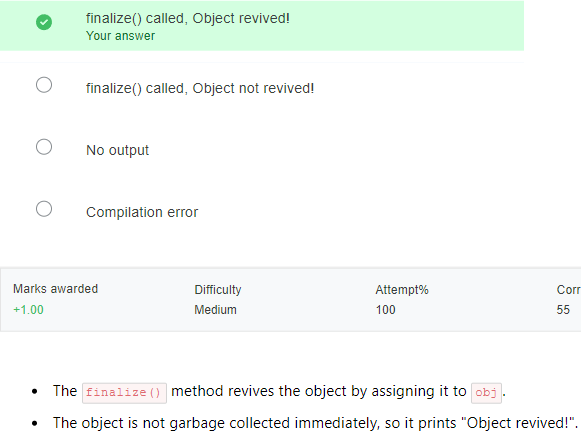 finalize() called, Object revived!
Your answer
finalize() called, Object not revived!
No output
Compilation error
Marks awarded Difficulty Attempt% Corr
+1.00 Medium 100 55
• The finalize() method revives the object by assigning it to obj.
• The object is not garbage collected immediately, so it prints "Object revived!".